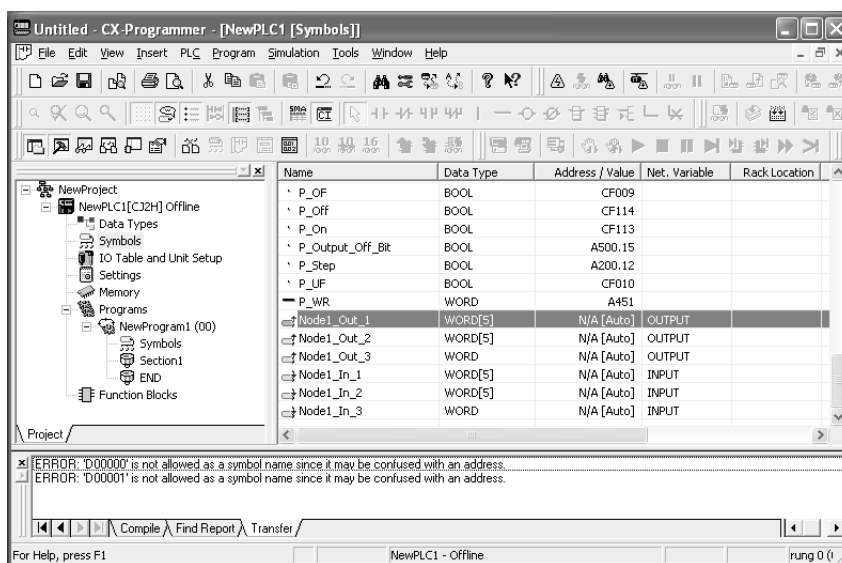 Untitled - CX-Programmer - [NewPLC1 [Symbols]]
File Edit View Insert PLC Program Simulation Tools Window Help
NewProject
NewPLC1[CJ2H] Offline
Data Types
Symbols
IO Table and Unit Setup
Settings
Memory
Programs
NewProgram1 (00)
Symbols
Section1
END
Function Blocks
Project
Name Data Type Address / Value Net. Variable Rack Location
P_OF BOOL CF009
P_Off BOOL CF114
P_On BOOL CF113
P_Output_Off_Bit BOOL A500.15
P_Step BOOL A200.12
P_UF BOOL CF010
P_WR WORD A451
Node1_Out_1 WORD[5] N/A [Auto] OUTPUT
Node1_Out_2 WORD[5] N/A [Auto] OUTPUT
Node1_Out_3 WORD N/A [Auto] OUTPUT
Node1_In_1 WORD[5] N/A [Auto] INPUT
Node1_In_2 WORD[5] N/A [Auto] INPUT
Node1_In_3 WORD N/A [Auto] INPUT
ERROR: 'D00000' is not allowed as a symbol name since it may be confused with an address.
ERROR: 'D00001' is not allowed as a symbol name since it may be confused with an address.
Compile Find Report Transfer
For Help, press F1 NewPLC1 - Offline rung 0 (